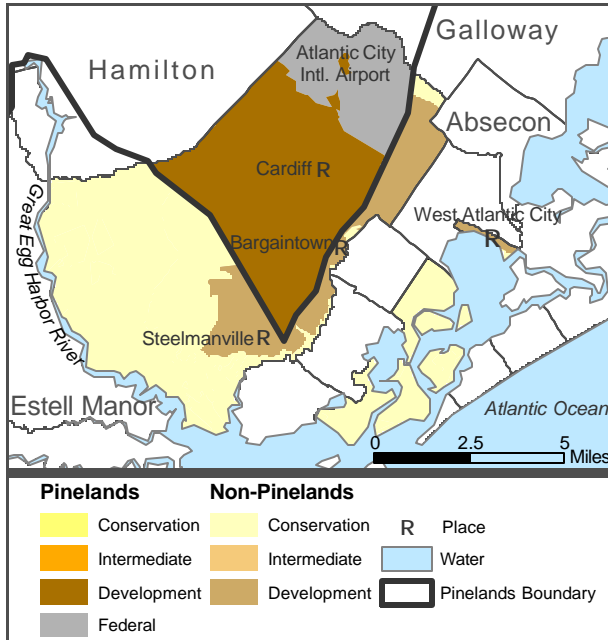 Hamilton
Atlantic City
Intl. Airport
Galloway
Absecon
Cardiff R
West Atlantic City
R
Bargaintown R
Great Egg Harbor River
Steelmanville R
Estell Manor
Atlantic Ocean
0 2.5 5
Miles
Pinelands
Conservation
Intermediate
Development
Federal
Non-Pinelands
Conservation
Intermediate
Development
R Place
Water
Pinelands Boundary